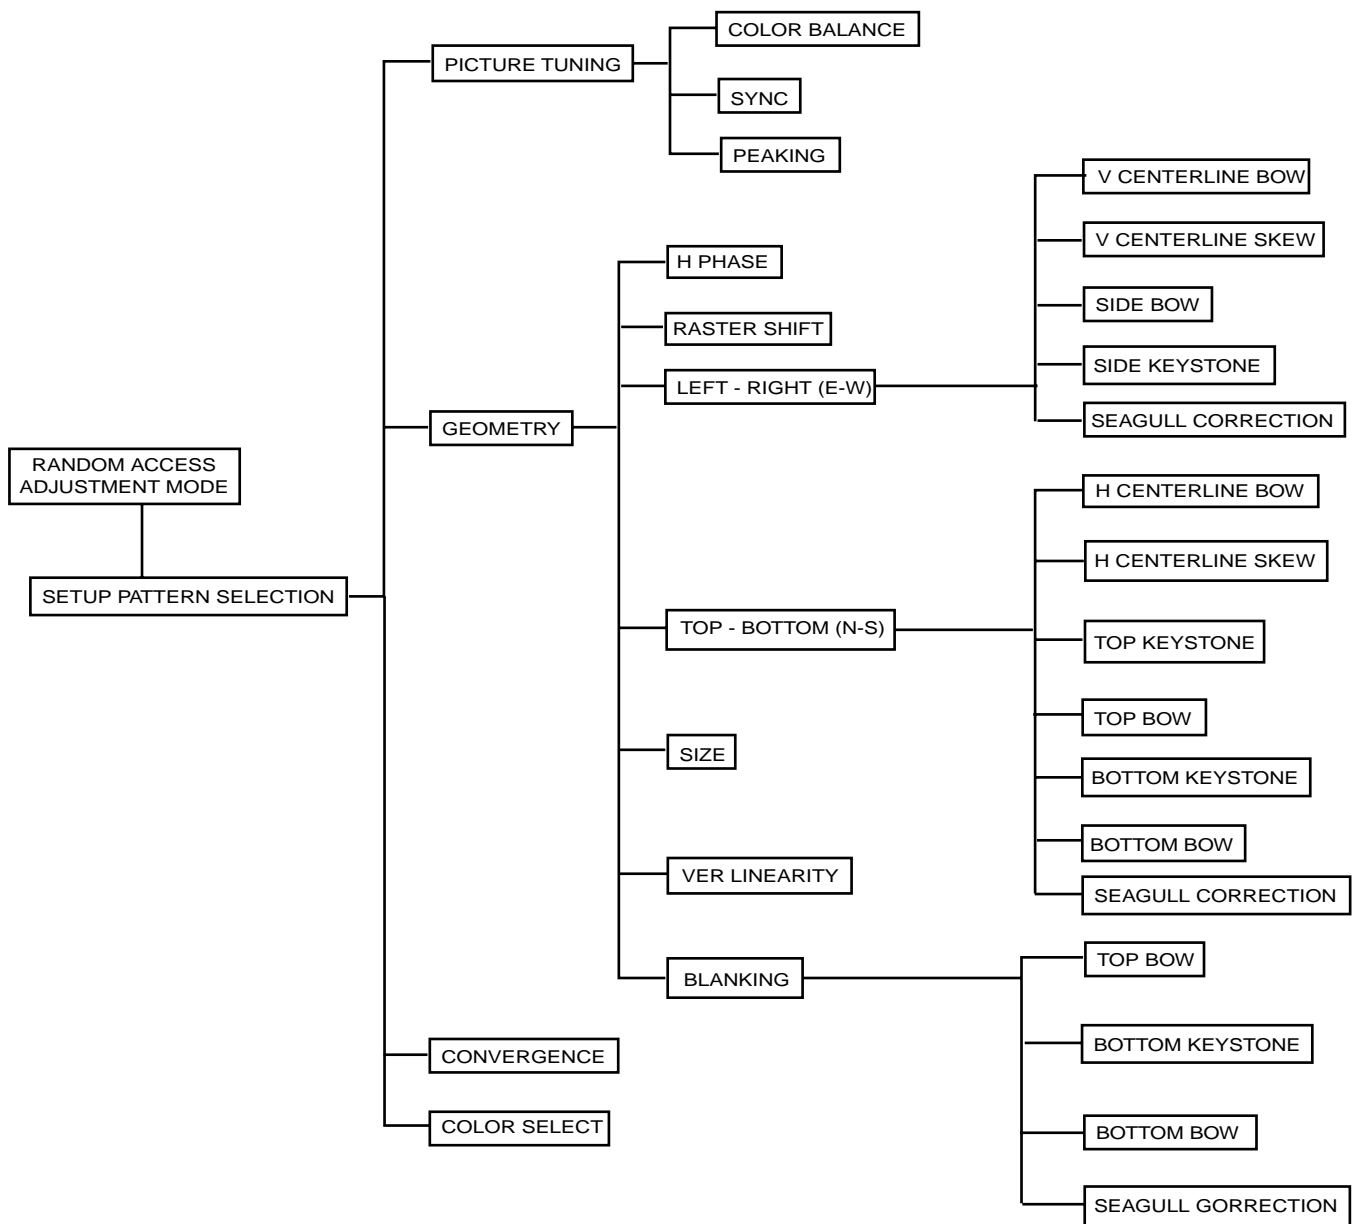 RANDOM ACCESS
ADJUSTMENT MODE
SETUP PATTERN SELECTION
PICTURE TUNING
COLOR BALANCE
SYNC
PEAKING
GEOMETRY
H PHASE
RASTER SHIFT
LEFT - RIGHT (E-W)
V CENTERLINE BOW
V CENTERLINE SKEW
SIDE BOW
SIDE KEYSTONE
SEAGULL CORRECTION
TOP - BOTTOM (N-S)
H CENTERLINE BOW
H CENTERLINE SKEW
TOP KEYSTONE
TOP BOW
BOTTOM KEYSTONE
BOTTOM BOW
SEAGULL CORRECTION
SIZE
VER LINEARITY
BLANKING
TOP BOW
BOTTOM KEYSTONE
BOTTOM BOW
SEAGULL GORRECTION
CONVERGENCE
COLOR SELECT